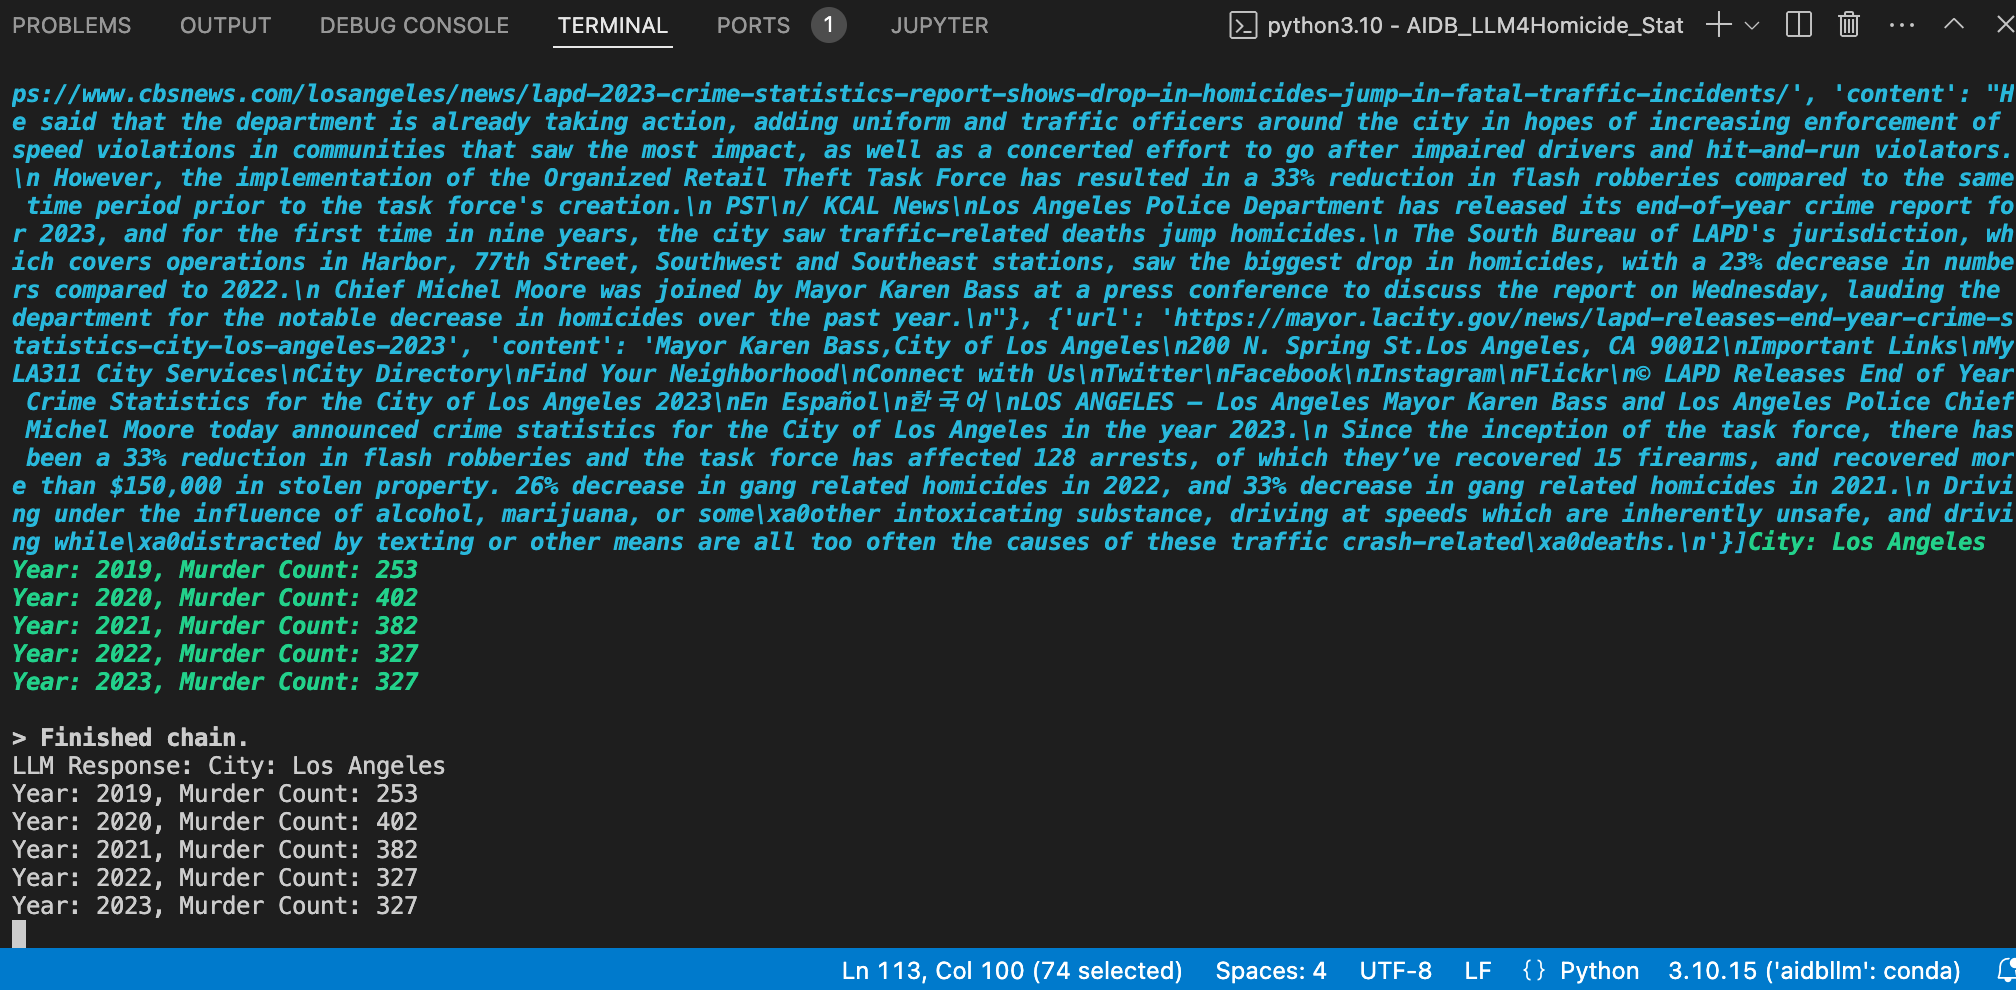 PROBLEMS OUTPUT DEBUG CONSOLE TERMINAL PORTS 1 JUPYTER python3.10 - AIDB_LLM4Homicide_Stat
ps://www.cbsnews.com/losangeles/news/lapd-2023-crime-statistics-report-shows-drop-in-homicides-jump-in-fatal-traffic-incidents/', 'content': "H
e said that the department is already taking action, adding uniform and traffic officers around the city in hopes of increasing enforcement of
speed violations in communities that saw the most impact, as well as a concerted effort to go after impaired drivers and hit-and-run violators.
\n However, the implementation of the Organized Retail Theft Task Force has resulted in a 33% reduction in flash robberies compared to the same
time period prior to the task force's creation.\n PST\n/ KCAL News\nLos Angeles Police Department has released its end-of-year crime report fo
r 2023, and for the first time in nine years, the city saw traffic-related deaths jump homicides.\n The South Bureau of LAPD's jurisdiction, wh
ich covers operations in Harbor, 77th Street, Southwest and Southeast stations, saw the biggest drop in homicides, with a 23% decrease in numbe
rs compared to 2022.\n Chief Michel Moore was joined by Mayor Karen Bass at a press conference to discuss the report on Wednesday, lauding the
department for the notable decrease in homicides over the past year.\n"}, {'url': 'https://mayor.lacity.gov/news/lapd-releases-end-year-crime-s
tatistics-city-los-angeles-2023', 'content': 'Mayor Karen Bass,City of Los Angeles\n200 N. Spring St.Los Angeles, CA 90012\nImportant Links\nMy
LA311 City Services\nCity Directory\nFind Your Neighborhood\nConnect with Us\nTwitter\nFacebook\nInstagram\nFlickr\n© LAPD Releases End of Year
Crime Statistics for the City of Los Angeles 2023\nEn Español\n한국어\nLOS ANGELES – Los Angeles Mayor Karen Bass and Los Angeles Police Chief
Michel Moore today announced crime statistics for the City of Los Angeles in the year 2023.\n Since the inception of the task force, there has
been a 33% reduction in flash robberies and the task force has affected 128 arrests, of which they’ve recovered 15 firearms, and recovered mor
e than $150,000 in stolen property. 26% decrease in gang related homicides in 2022, and 33% decrease in gang related homicides in 2021.\n Drivi
ng under the influence of alcohol, marijuana, or some\xa0other intoxicating substance, driving at speeds which are inherently unsafe, and drivi
ng while\xa0distracted by texting or other means are all too often the causes of these traffic crash-related\xa0deaths.\n'}]City: Los Angeles
Year: 2019, Murder Count: 253
Year: 2020, Murder Count: 402
Year: 2021, Murder Count: 382
Year: 2022, Murder Count: 327
Year: 2023, Murder Count: 327
> Finished chain.
LLM Response: City: Los Angeles
Year: 2019, Murder Count: 253
Year: 2020, Murder Count: 402
Year: 2021, Murder Count: 382
Year: 2022, Murder Count: 327
Year: 2023, Murder Count: 327
Ln 113, Col 100 (74 selected) Spaces: 4 UTF-8 LF {} Python 3.10.15 ('aidbllm': conda)